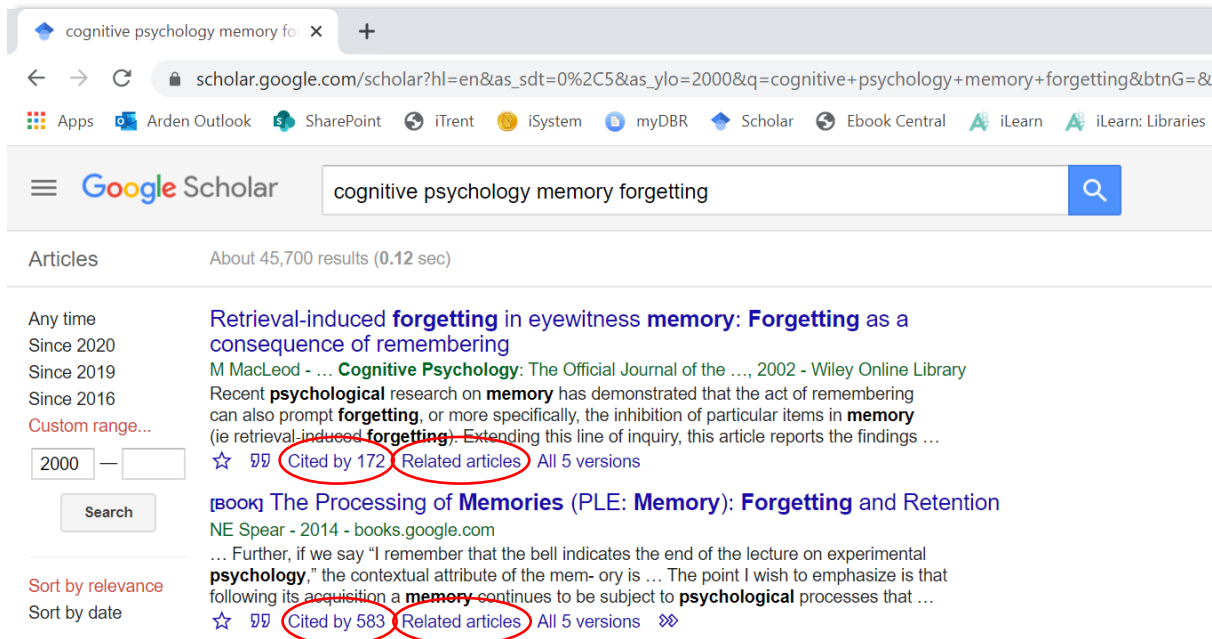 cognitive psychology memory fo
scholar.google.com/scholar?hl=en&as_sdt=0%2C5&as_ylo=2000&q=cognitive+psychology+memory+forgetting&btnG=&
Apps Arden Outlook SharePoint iTrent iSystem myDBR Scholar Ebook Central iLearn iLearn: Libraries
Google Scholar
cognitive psychology memory forgetting
Articles
About 45,700 results (0.12 sec)
Any time
Since 2020
Since 2019
Since 2016
Custom range...
2000 —
Search
Sort by relevance
Sort by date
Retrieval-induced forgetting in eyewitness memory: Forgetting as a
consequence of remembering
M MacLeod - … Cognitive Psychology: The Official Journal of the …, 2002 - Wiley Online Library
Recent psychological research on memory has demonstrated that the act of remembering
can also prompt forgetting, or more specifically, the inhibition of particular items in memory
(ie retrieval-induced forgetting). Extending this line of inquiry, this article reports the findings …
Cited by 172 Related articles All 5 versions
[BOOK] The Processing of Memories (PLE: Memory): Forgetting and Retention
NE Spear - 2014 - books.google.com
… Further, if we say “I remember that the bell indicates the end of the lecture on experimental
psychology,” the contextual attribute of the mem- ory is … The point I wish to emphasize is that
following its acquisition a memory continues to be subject to psychological processes that …
Cited by 583 Related articles All 5 versions